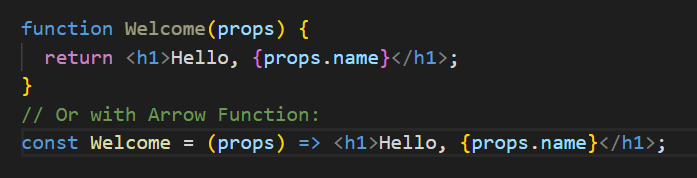 function Welcome(props) {
  return <h1>Hello, {props.name}</h1>;
}
// Or with Arrow Function:
const Welcome = (props) => <h1>Hello, {props.name}</h1>;